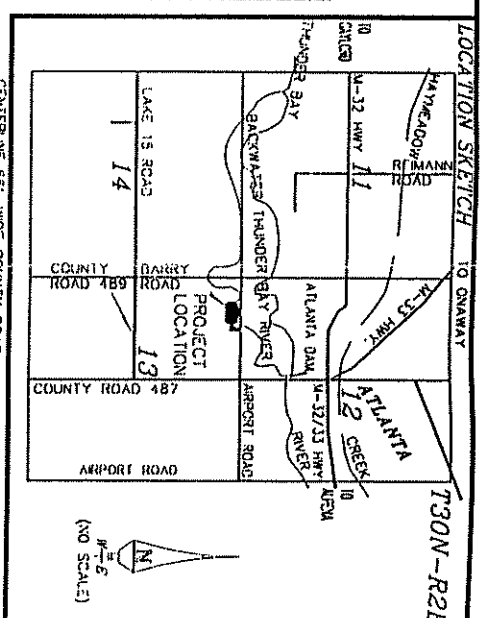 LOCATION SKETCH
TO ONAWAY
T30N-R2E
TO
GAYLORD
HAYMEADOW
REIMANN
ROAD
M-32 HWY
11
M-33 HWY.
ATLANTA
12
CREEK
THUNDER BAY
BACKWATER
THUNDER BAY RIVER
ATLANTA DAM
M-32/33 HWY
RIVER
TO
ALPENA
LAKE 15 ROAD
14
COUNTY
ROAD 489
BARRY
ROAD
PROJECT
LOCATION
13
AIRPORT ROAD
COUNTY ROAD 487
AIRPORT ROAD
N
W E
(NO SCALE)